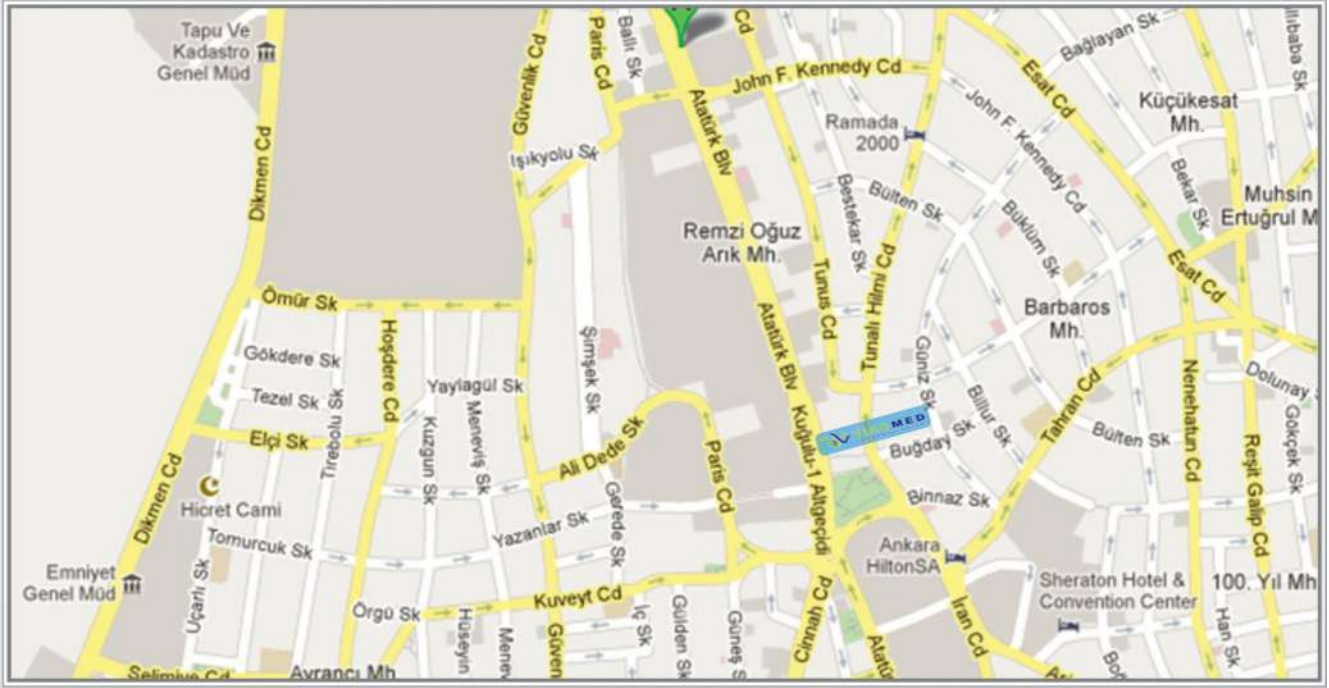 Tapu Ve
Kadastro
Genel Müd
Dikmen Cd
Güvenlik Cd
Paris Cd
Ballı Sk
Cd
John F. Kennedy Cd
Atatürk Blv
Işıkyolu Sk
Ramada
2000
Esat Cd
Bağlayan Sk
John F. Kennedy Cd
Küçükesat
Mh.
Bekar Sk
Muhsin
Ertuğrul M
Bestekar Sk
Bülten Sk
Büklüm Sk
Remzi Oğuz
Arık Mh.
Tunus Cd
Tunalı Hilmi Cd
Esat Cd
Barbaros
Mh.
Ömür Sk
Hoşdere Cd
Gökdere Sk
Tezel Sk
Tirebolu Sk
Elçi Sk
Yaylagül Sk
Kuzgun Sk
Meneviş Sk
Şimşek Sk
Atatürk Blv
Kuğulu-1 Altgeçidi
MED
Güniz Sk
Billur Sk
Buğday Sk
Tahran Cd
Bülten Sk
Nenehatun Cd
Dolunay
Gökçek Sk
Reşit Galip Cd
Ali Dede Sk
Paris Cd
Gerede Sk
Binnaz Sk
Dikmen Cd
Hicret Cami
Tomurcuk Sk
Yazanlar Sk
Emniyet
Genel Müd
Uçarlı Sk
Örgü Sk
Kuveyt Cd
Ankara
HiltonSA
Sheraton Hotel &
Convention Center
100. Yıl Mh
Hüseyin
Menev
Güven
İç Sk
Gülden Sk
Güneş S
Cinnah Cd
Atatü
İran Cd
Han Sk
Selimiye Cd
Ayrancı Mh